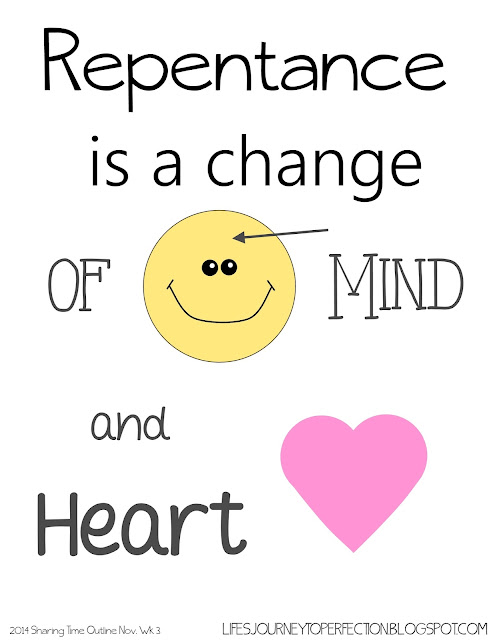 Repentance
is a change
OF MIND
and
Heart
2014 Sharing Time Outline Nov. Wk 3.
LIFESJOURNEYTOPERFECTION.BLOGSPOT.COM